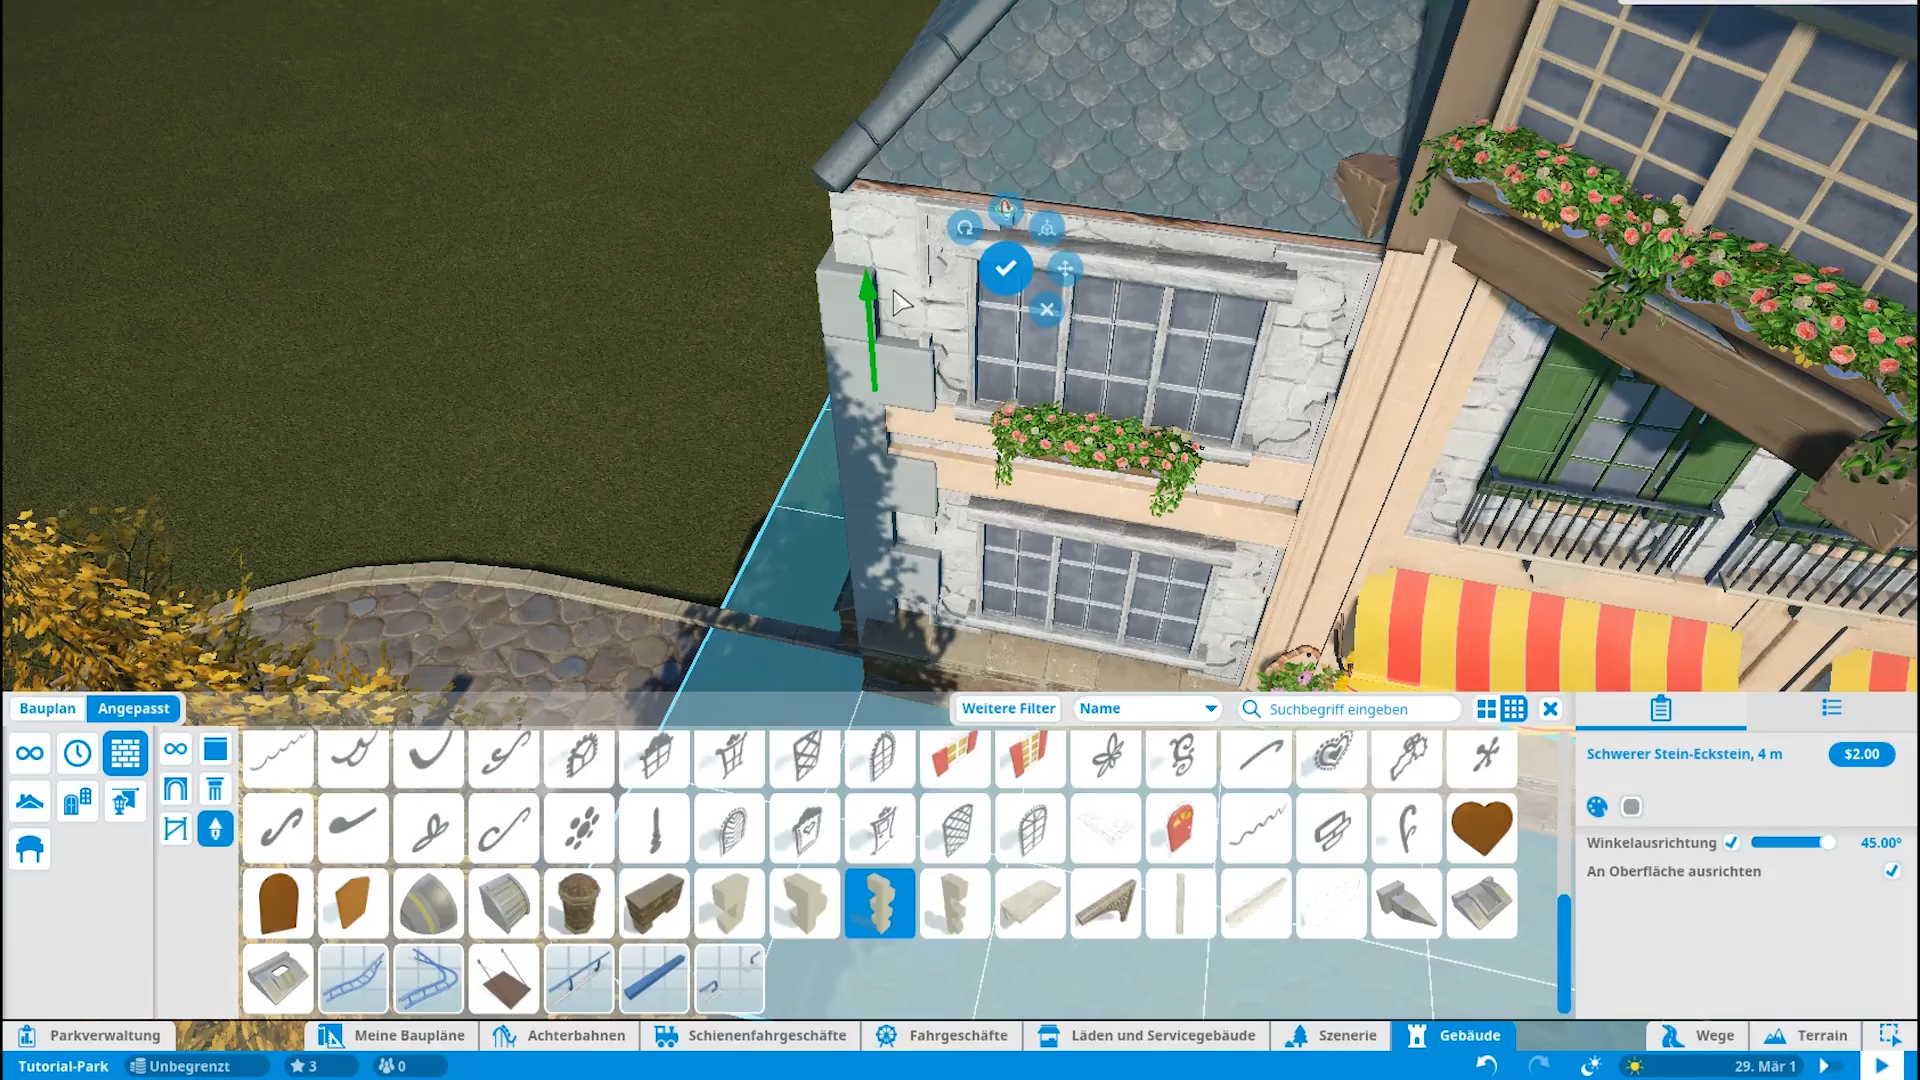 Bauplan
Angepasst
Weitere Filter
Name
Suchbegriff eingeben
Schwerer Stein-Eckstein, 4 m
$2.00
Winkelausrichtung
45.00°
An Oberfläche ausrichten
Parkverwaltung
Meine Baupläne
Achterbahnen
Schienenfahrgeschäfte
Fahrgeschäfte
Läden und Servicegebäude
Szenerie
Gebäude
Wege
Terrain
Tutorial-Park
Unbegrenzt
3
0
29. Mär 1